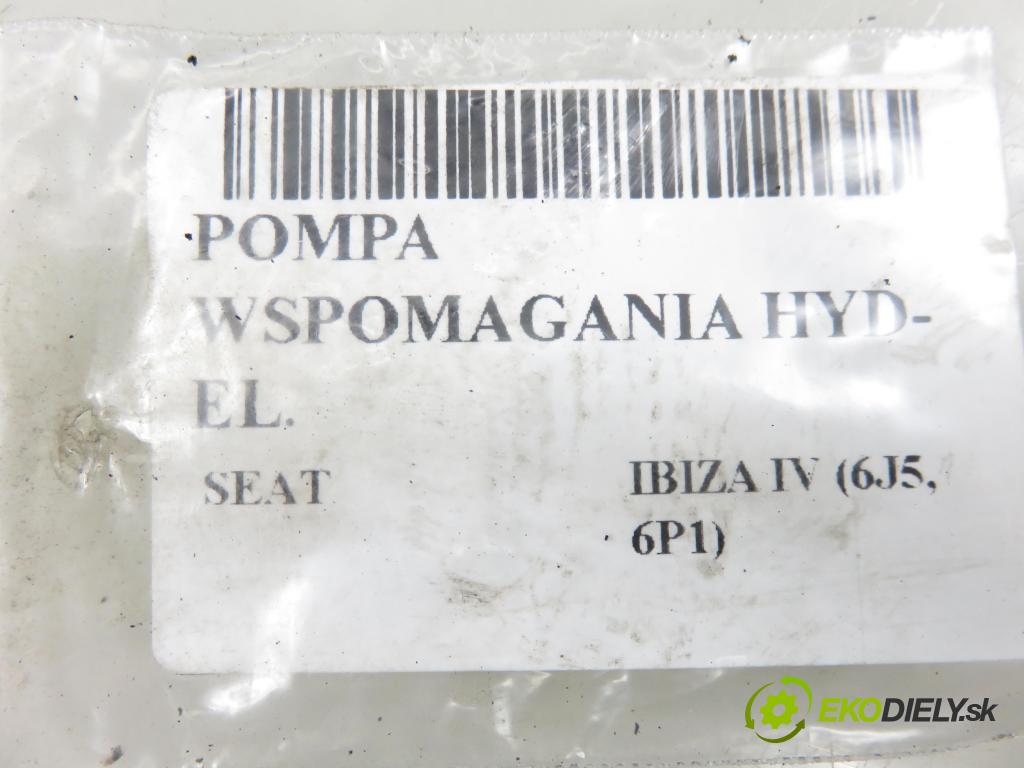 POMPA
WSPOMAGANIA HYD-
EL.
SEAT IBIZA IV (6J5,
6P1)
EKODIELY.sk